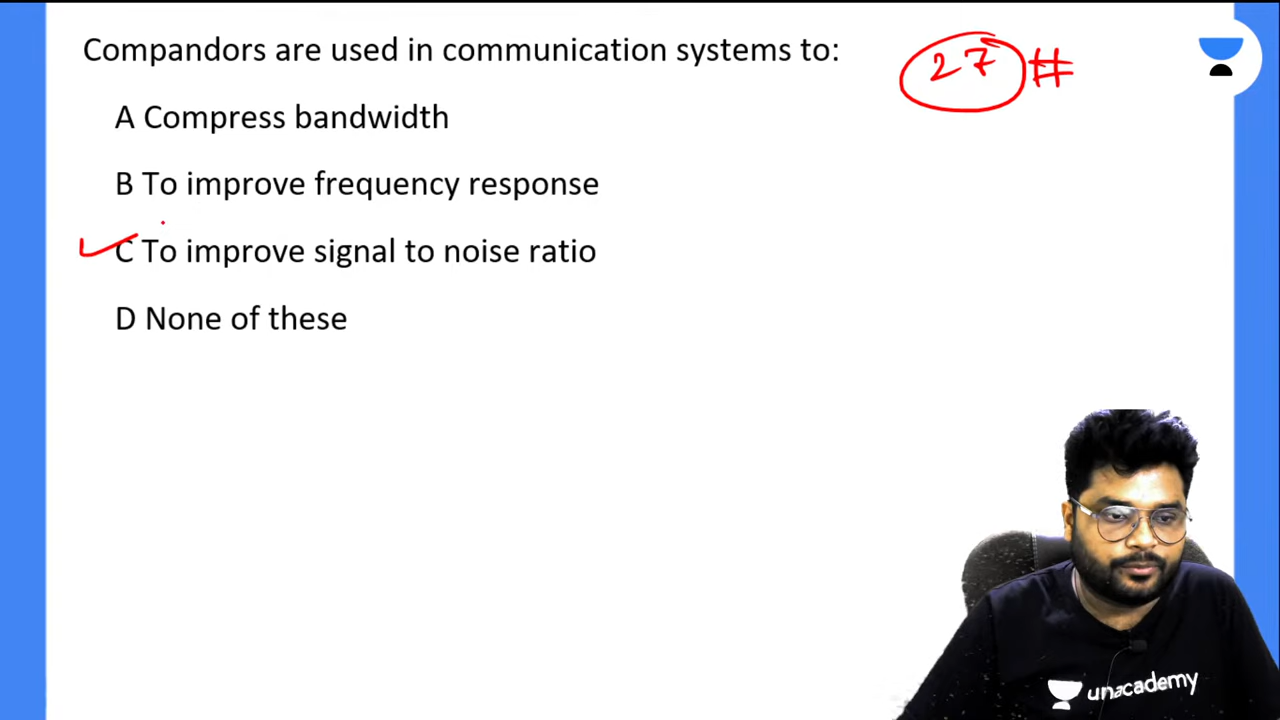 Compandors are used in communication systems to:
27 #
A Compress bandwidth
B To improve frequency response
C To improve signal to noise ratio
D None of these
unacademy